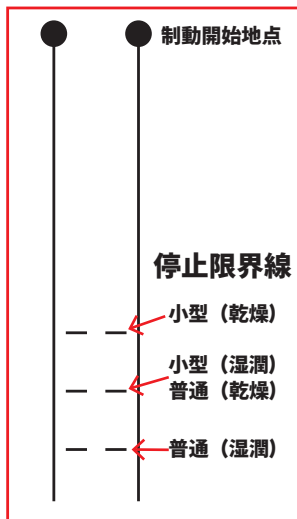 制動開始地点
停止限界線
小型（乾燥）
小型（湿潤）
普通（乾燥）
普通（湿潤）